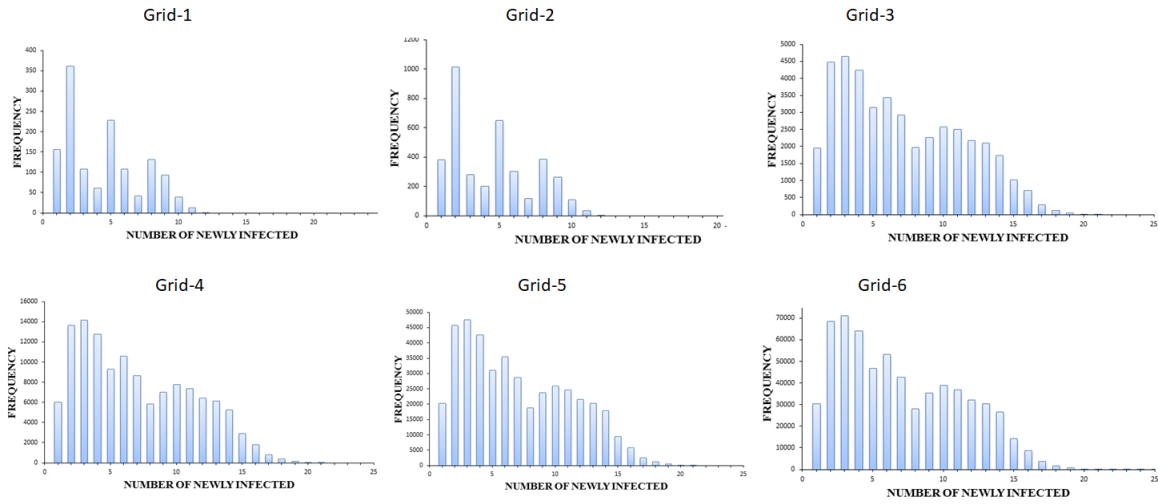 Grid-1
400
350
300
250
200
150
100
50
0
FREQUENCY
0 5 10 15 20
NUMBER OF NEWLY INFECTED
Grid-2
1200
1000
800
600
400
200
0
FREQUENCY
0 5 10 15 20
NUMBER OF NEWLY INFECTED
Grid-3
5000
4500
4000
3500
3000
2500
2000
1500
1000
500
0
FREQUENCY
0 5 10 15 20 25
NUMBER OF NEWLY INFECTED
Grid-4
16000
14000
12000
10000
8000
6000
4000
2000
0
FREQUENCY
0 5 10 15 20 25
NUMBER OF NEWLY INFECTED
Grid-5
50000
45000
40000
35000
30000
25000
20000
15000
10000
5000
0
FREQUENCY
0 5 10 15 20 25
NUMBER OF NEWLY INFECTED
Grid-6
70000
60000
50000
40000
30000
20000
10000
0
FREQUENCY
0 5 10 15 20 25
NUMBER OF NEWLY INFECTED